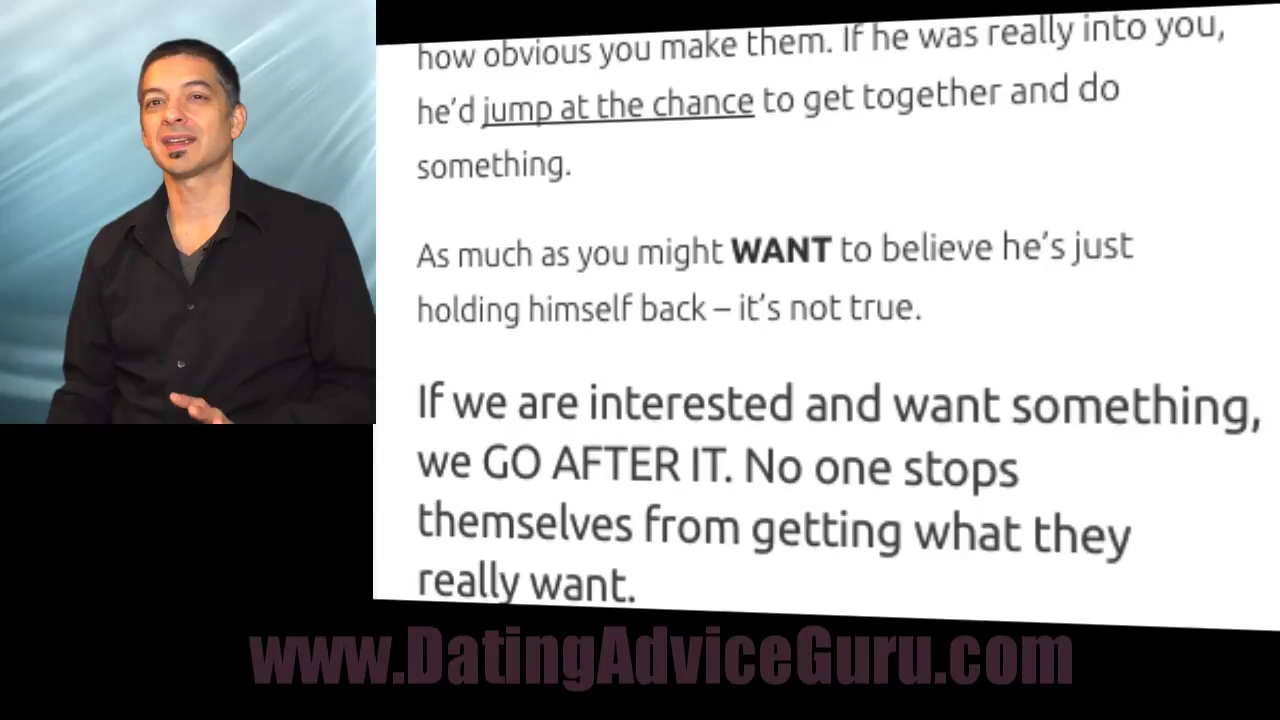 how obvious you make them. If he was really into you,
he’d jump at the chance to get together and do
something.
As much as you might WANT to believe he’s just
holding himself back – it’s not true.
If we are interested and want something,
we GO AFTER IT. No one stops
themselves from getting what they
really want.
www.DatingAdviceGuru.com